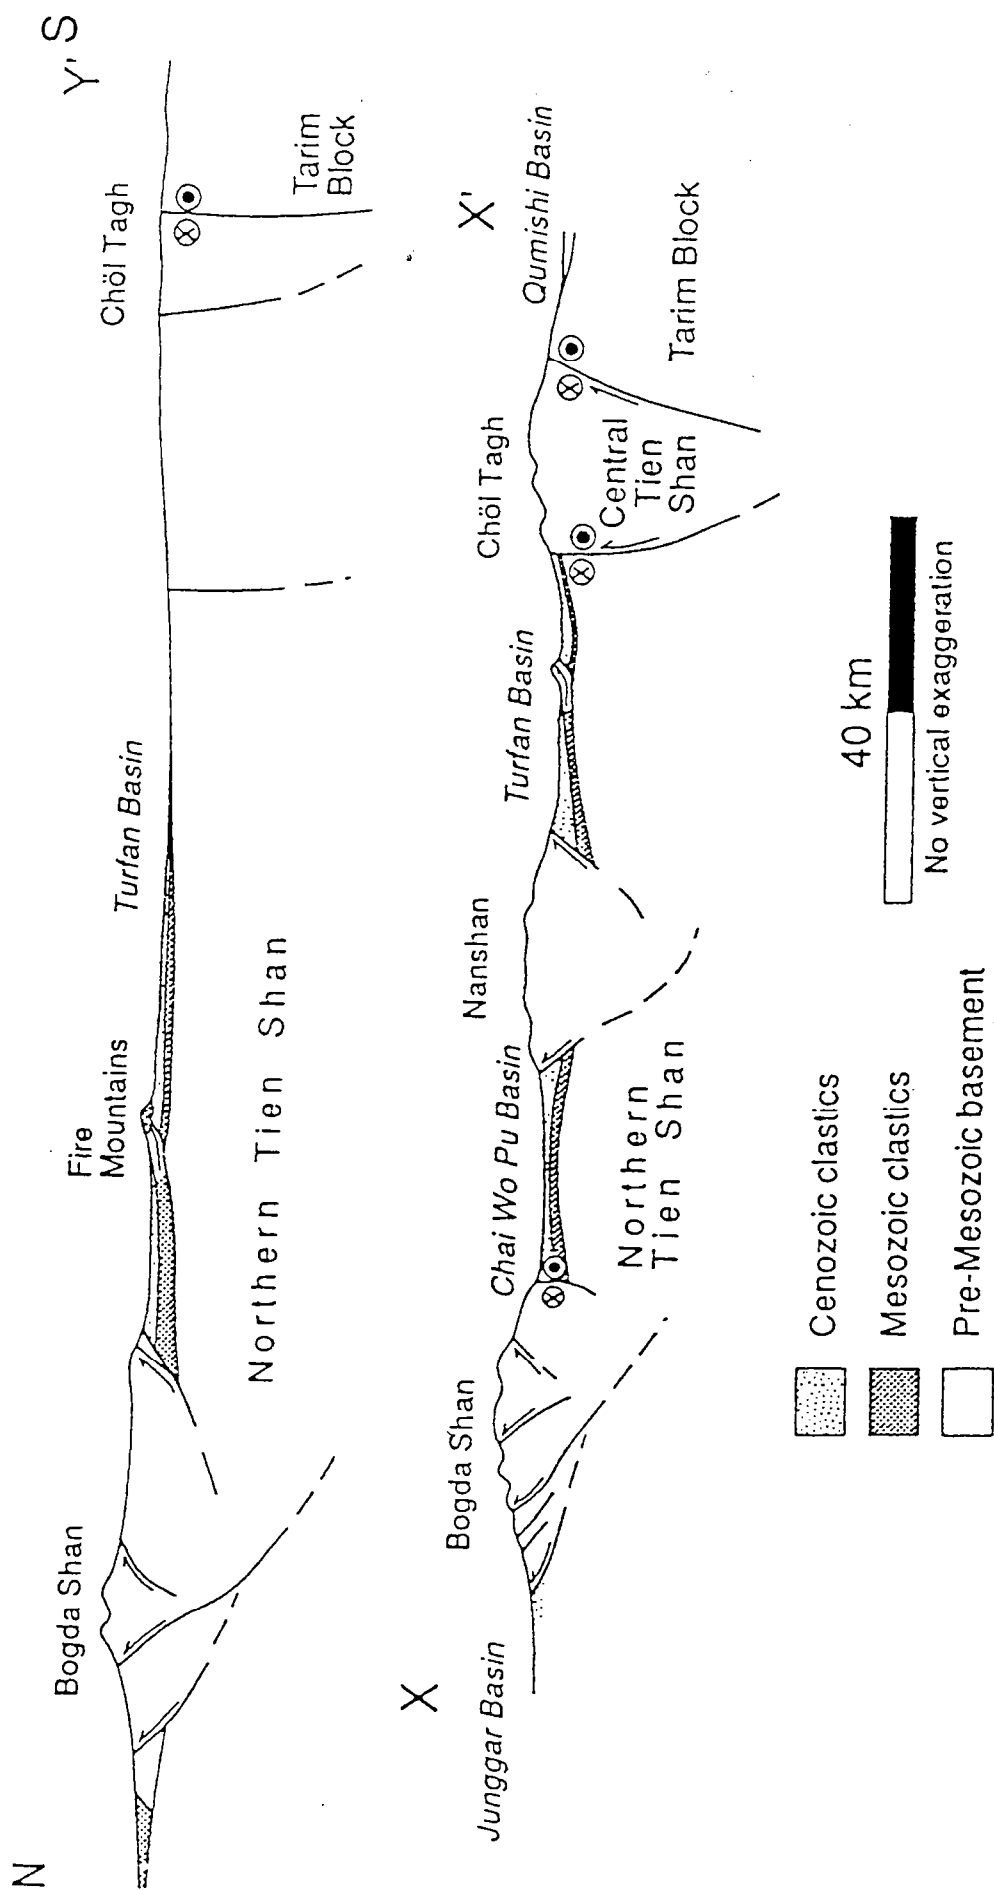 N
Y' S
Bogda Shan
Fire
Mountains
Turfan Basin
Chöl Tagh
Northern Tien Shan
Tarim
Block
X
X'
Junggar Basin
Bogda Shan
Chai Wo Pu Basin
Nanshan
Turfan Basin
Chöl Tagh
Qumishi Basin
Northern
Tien Shan
Central
Tien
Shan
Tarim Block
Cenozoic clastics
Mesozoic clastics
Pre-Mesozoic basement
40 km
No vertical exaggeration